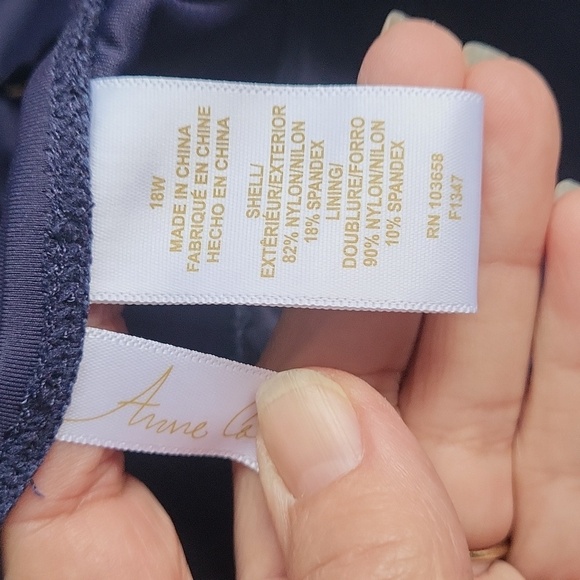 18W
MADE IN CHINA
FABRIQUÉ EN CHINE
HECHO EN CHINA
SHELL/
EXTÉRIEUR/EXTERIOR
82% NYLON/NILON
18% SPANDEX
LINING/
DOUBLURE/FORRO
90% NYLON/NILON
10% SPANDEX
RN 103658
F1347
Anne